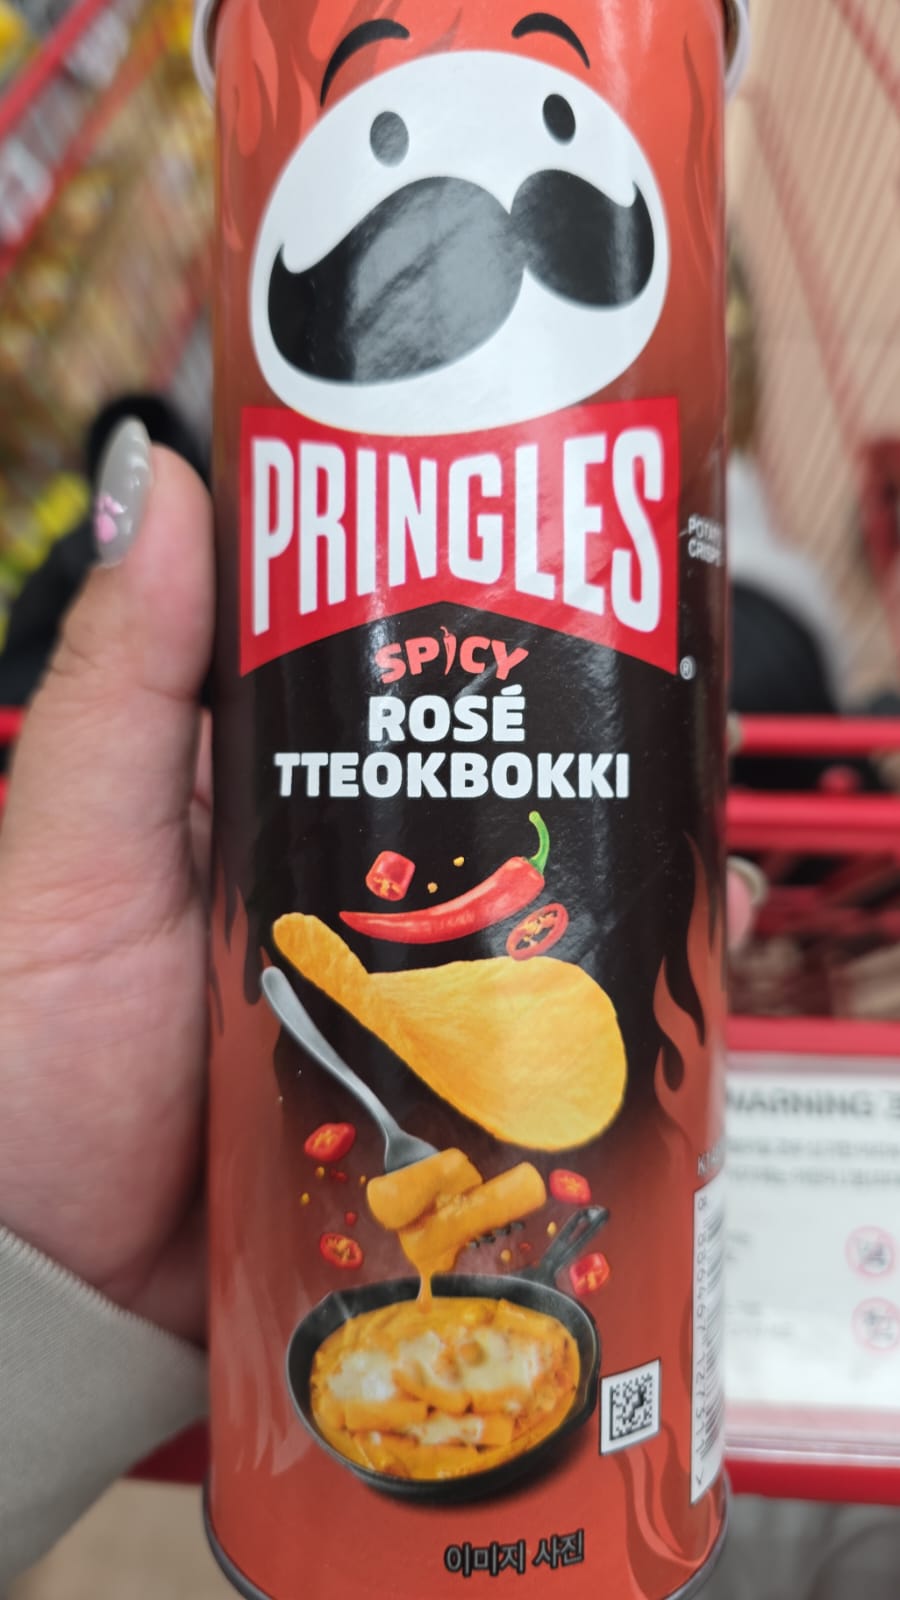 PRINGLES
POTATO
CRISPS
®
SPICY
ROSÉ
TTEOKBOKKI
WARNING
이미지 사진